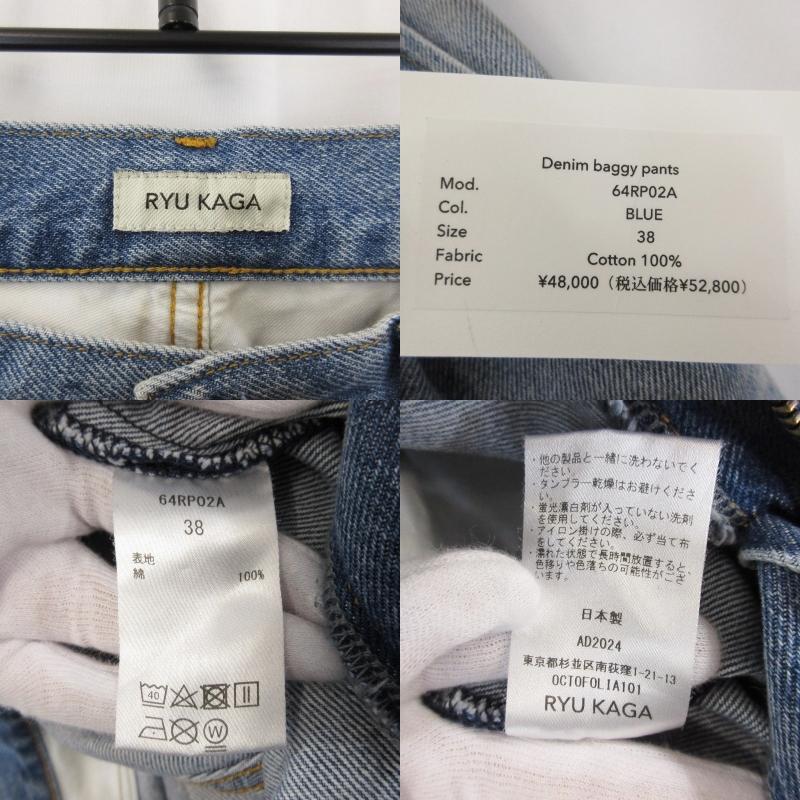 RYU KAGA
Denim baggy pants
Mod. 64RP02A
Col. BLUE
Size 38
Fabric Cotton 100%
Price ¥48,000（税込価格¥52,800）
64RP02A
38
表地
綿 100%
40
W
・他の製品と一緒に洗わないでく
ださい。
・タンブラー乾燥はお避けくださ
い。
・蛍光漂白剤が入っていない洗剤
を使用してください。
・アイロン掛けの際、必ず当て布
をしてください。
・濡れた状態で長時間放置すると、
色移りや色落ちの可能性がござ
います。
日本製
AD2024
東京都杉並区南荻窪1-21-13
OCTOFOLIA101
RYU KAGA